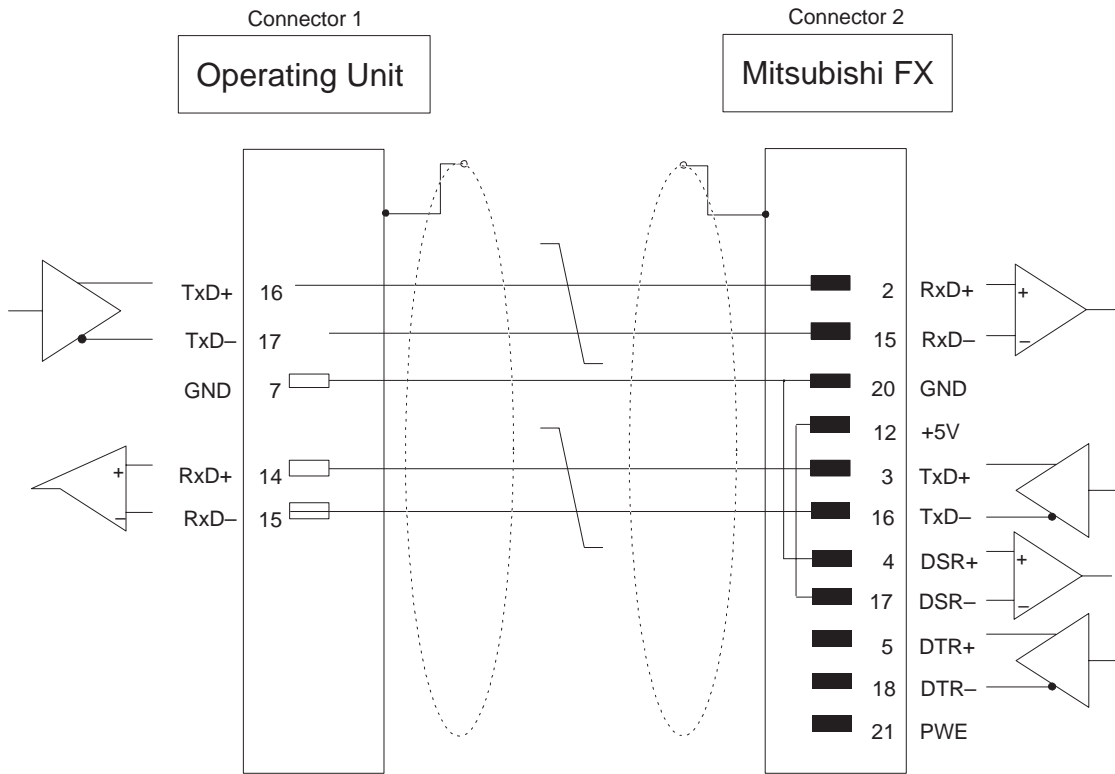 Connector 1
Connector 2
Operating Unit
Mitsubishi FX
TxD+ 16
2 RxD+
+
TxD– 17
15 RxD–
–
GND 7
20 GND
12 +5V
+
RxD+ 14
3 TxD+
–
RxD– 15
16 TxD–
4 DSR+
+
17 DSR–
–
5 DTR+
18 DTR–
21 PWE